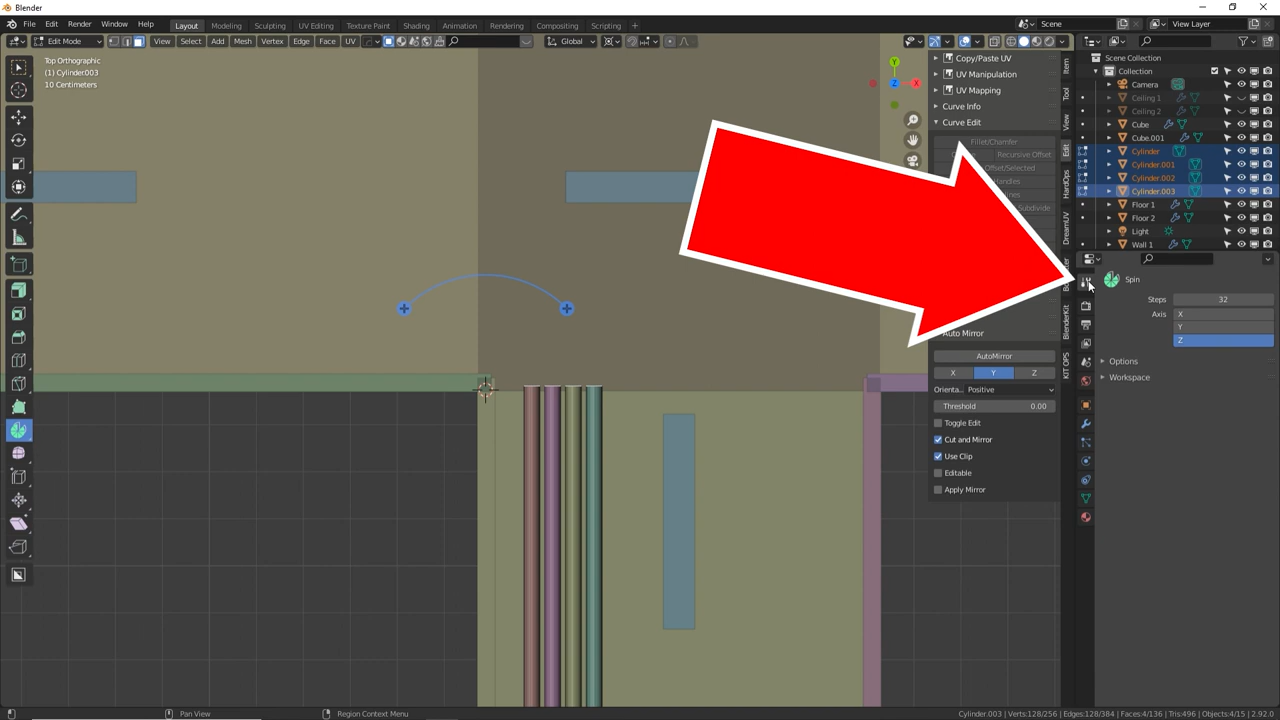 Blender
File Edit Render Window Help Layout Modeling Sculpting UV Editing Texture Paint Shading Animation Rendering Compositing Scripting + Scene View Layer
Edit Mode View Select Add Mesh Vertex Edge Face UV Global
Top Orthographic
(1) Cylinder003
10 Centimeters
Y
X
Z
Copy/Paste UV
UV Manipulation
UV Mapping
Curve Info
Curve Edit
Fillet/Chamfer
Recursive Offset
Offset/Selected
Handles
Subdivide
Auto Mirror
AutoMirror
X Y Z
Orienta... Positive
Threshold 0.00
Toggle Edit
Cut and Mirror
Use Clip
Editable
Apply Mirror
Item
Tool
View
Edit
HardOps
DreamUV
BlenderKit
KIT OPS
Scene Collection
Collection
Camera
Ceiling 1
Ceiling 2
Cube
Cube.001
Cylinder
Cylinder.001
Cylinder.002
Cylinder.003
Floor 1
Floor 2
Light
Wall 1
Spin
Steps 32
Axis X
Y
Z
Options
Workspace
Pan View Region Context Menu Cylinder.003 | Verts:128/256 | Edges:128/384 | Faces:4/136 | Tris:496 | Objects:4/15 | 2.92.0